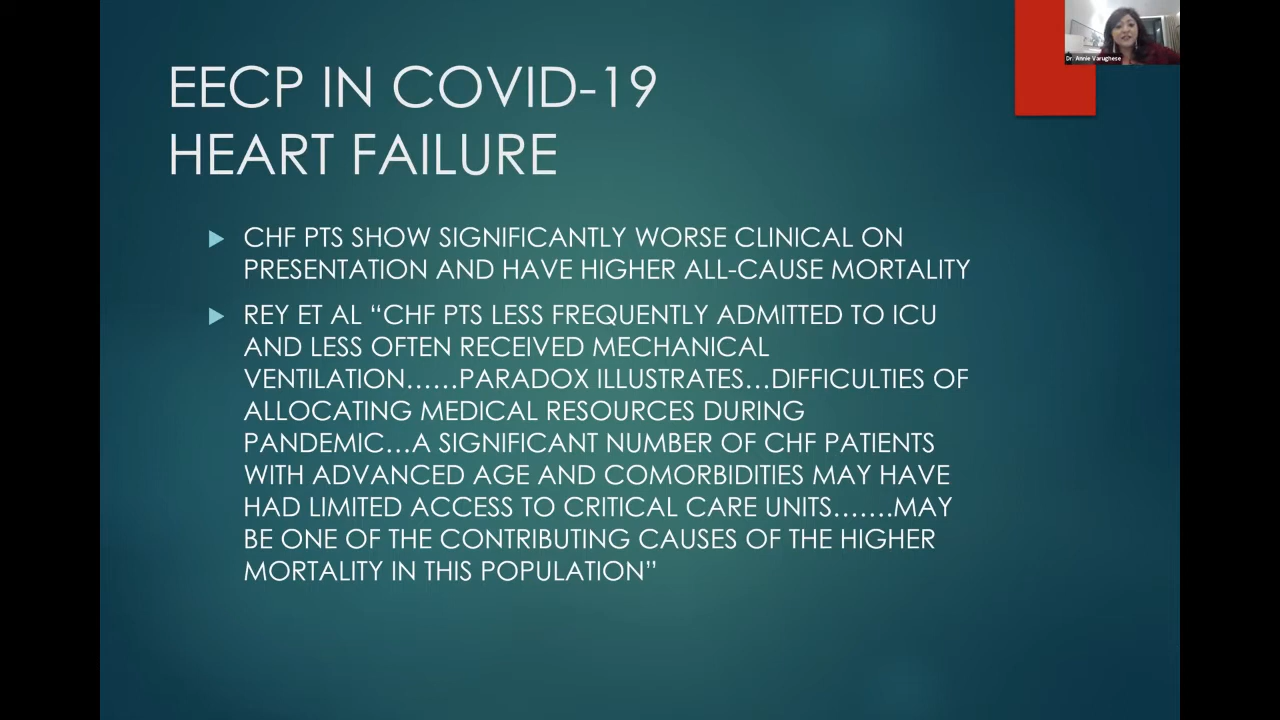 Dr. Annie Varughese
EECP IN COVID-19
HEART FAILURE
CHF PTS SHOW SIGNIFICANTLY WORSE CLINICAL ON
PRESENTATION AND HAVE HIGHER ALL-CAUSE MORTALITY
REY ET AL “CHF PTS LESS FREQUENTLY ADMITTED TO ICU
AND LESS OFTEN RECEIVED MECHANICAL
VENTILATION……PARADOX ILLUSTRATES…DIFFICULTIES OF
ALLOCATING MEDICAL RESOURCES DURING
PANDEMIC…A SIGNIFICANT NUMBER OF CHF PATIENTS
WITH ADVANCED AGE AND COMORBIDITIES MAY HAVE
HAD LIMITED ACCESS TO CRITICAL CARE UNITS…….MAY
BE ONE OF THE CONTRIBUTING CAUSES OF THE HIGHER
MORTALITY IN THIS POPULATION”